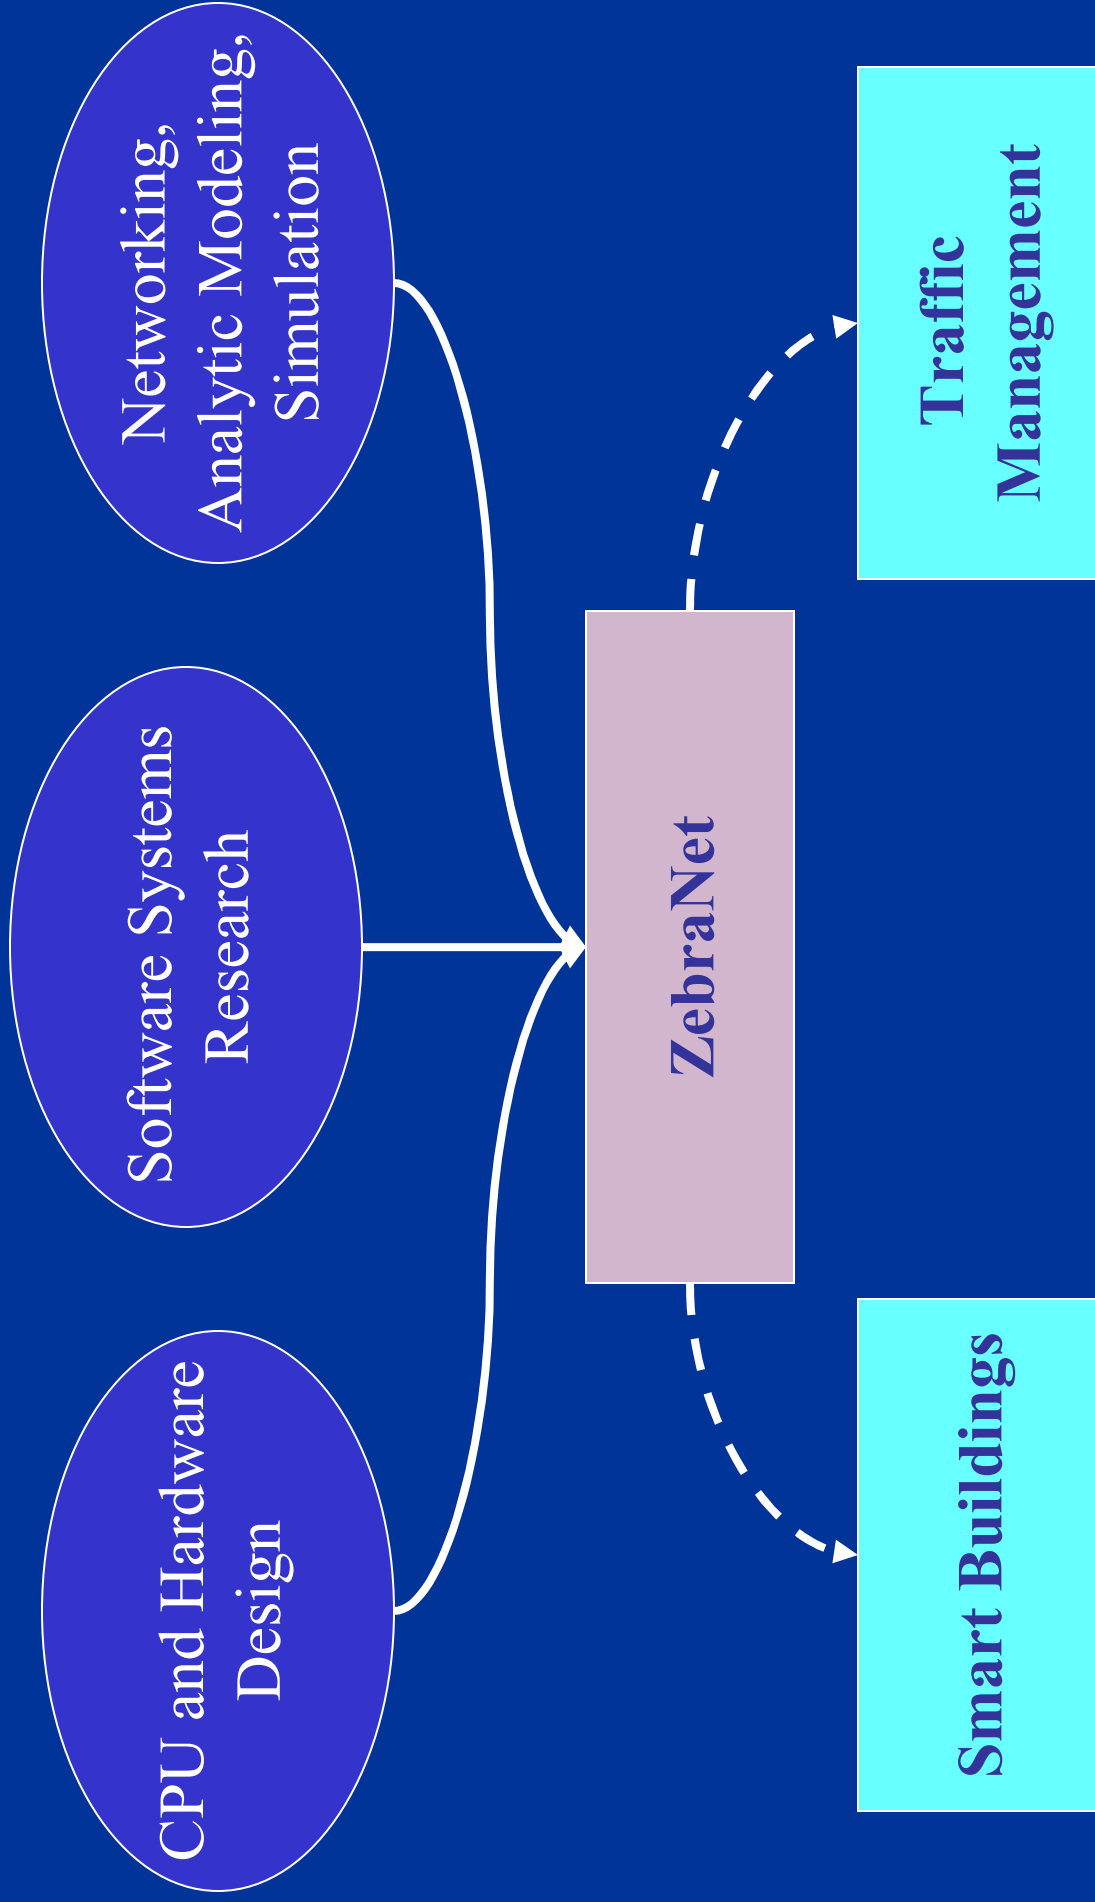 CPU and Hardware
Design
Software Systems
Research
Networking,
Analytic Modeling,
Simulation
ZebraNet
Smart Buildings
Traffic
Management